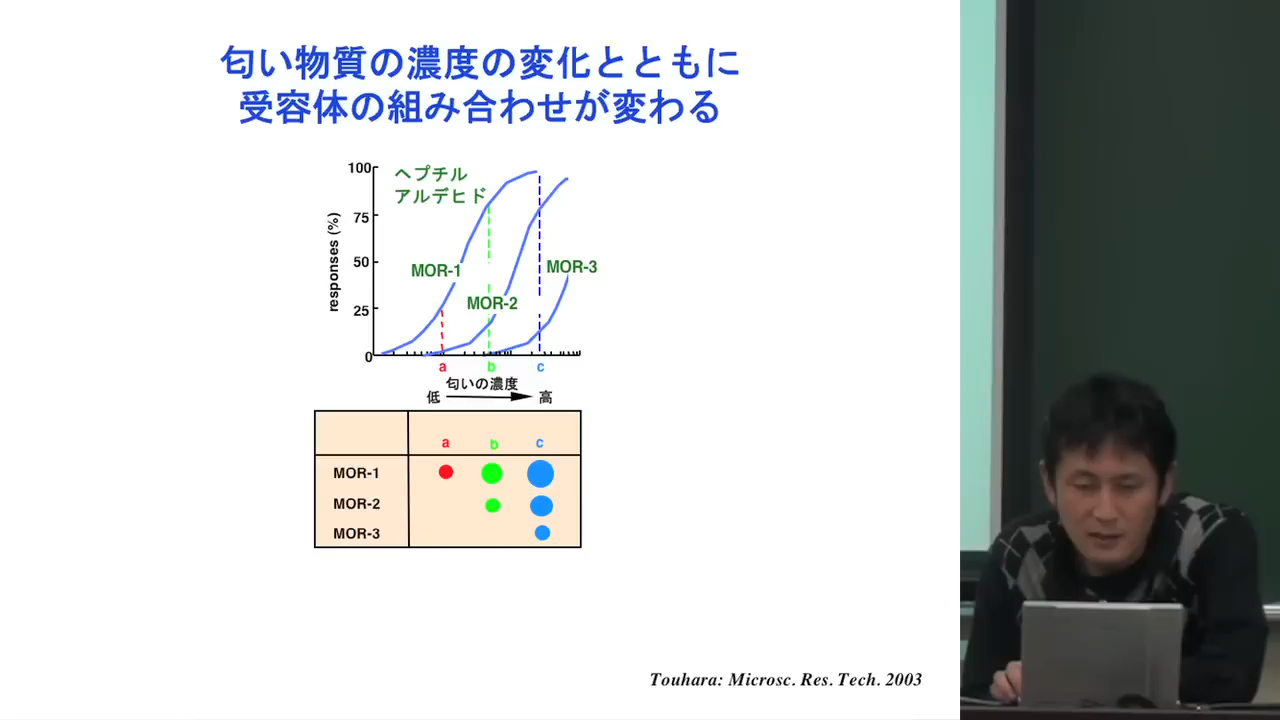 匂い物質の濃度の変化とともに
受容体の組み合わせが変わる
100
ヘプチル
アルデヒド
75
50
25
0
responses (%)
MOR-1
MOR-2
MOR-3
a b c
匂いの濃度
低 高
a b c
MOR-1
MOR-2
MOR-3
Touhara: Microsc. Res. Tech. 2003